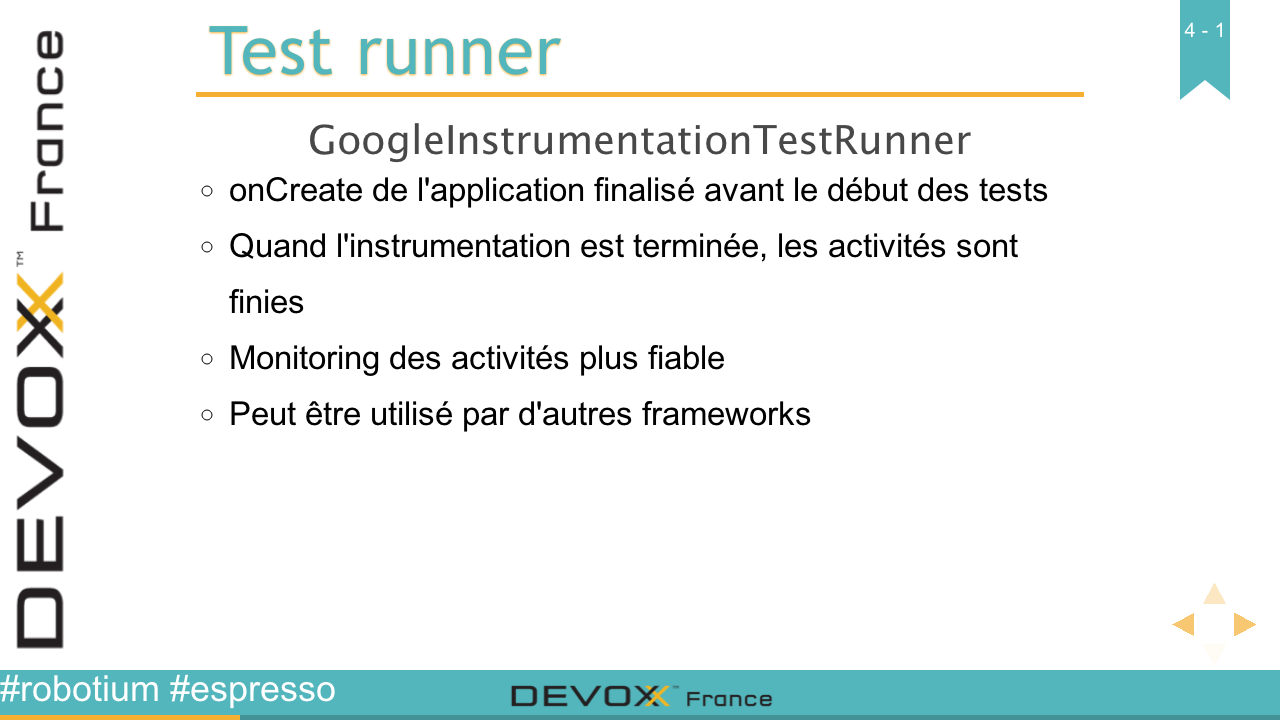 4 - 1
Test runner
GoogleInstrumentationTestRunner
onCreate de l'application finalisé avant le début des tests
Quand l'instrumentation est terminée, les activités sont
finies
Monitoring des activités plus fiable
Peut être utilisé par d'autres frameworks
DEVOXX™ France
#robotium #espresso
DEVOXX™ France